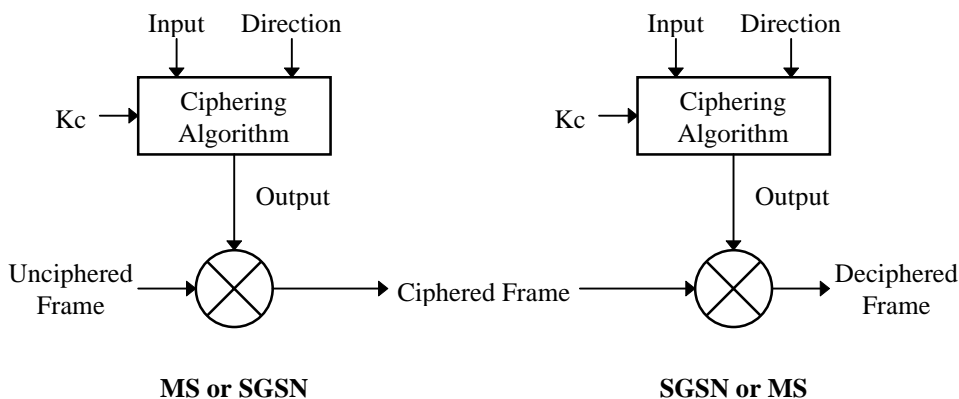 Input Direction
Input Direction
Kc
Ciphering
Algorithm
Kc
Ciphering
Algorithm
Output
Output
Unciphered
Frame
Ciphered Frame
Deciphered
Frame
MS or SGSN
SGSN or MS